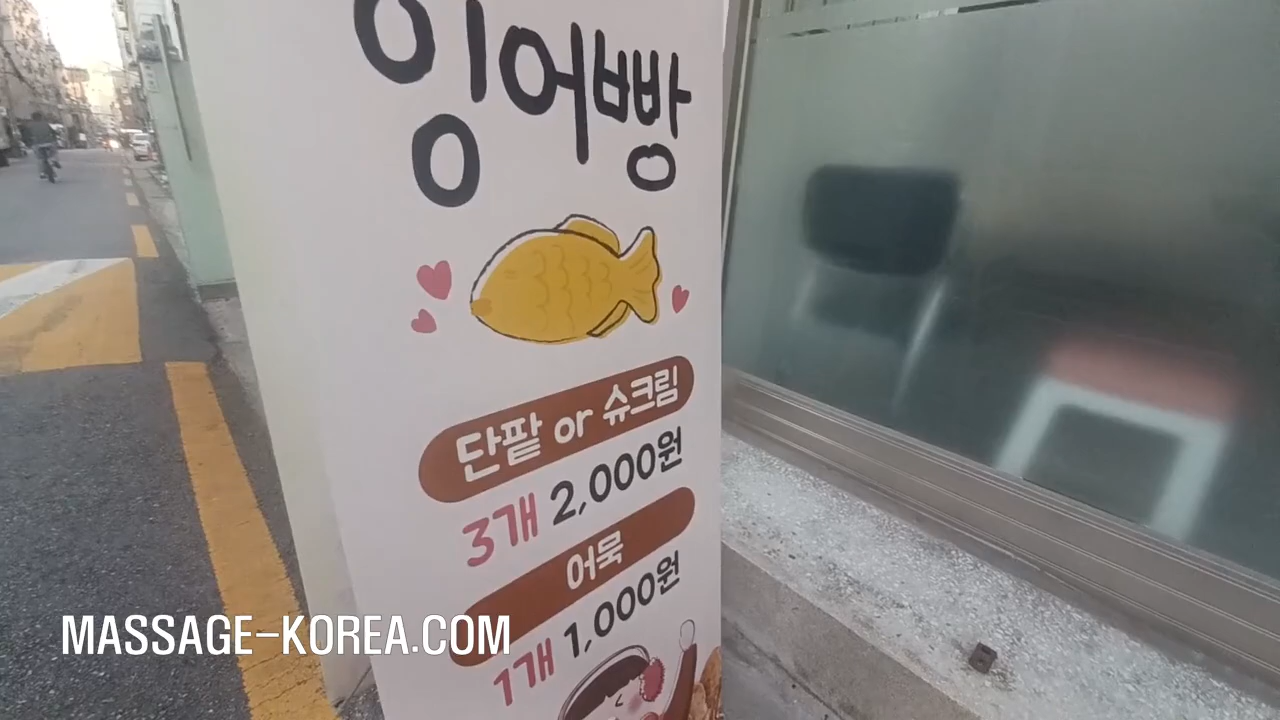 잉어빵
단팥 or 슈크림
3개 2,000원
어묵
1개 1,000원
MASSAGE-KOREA.COM